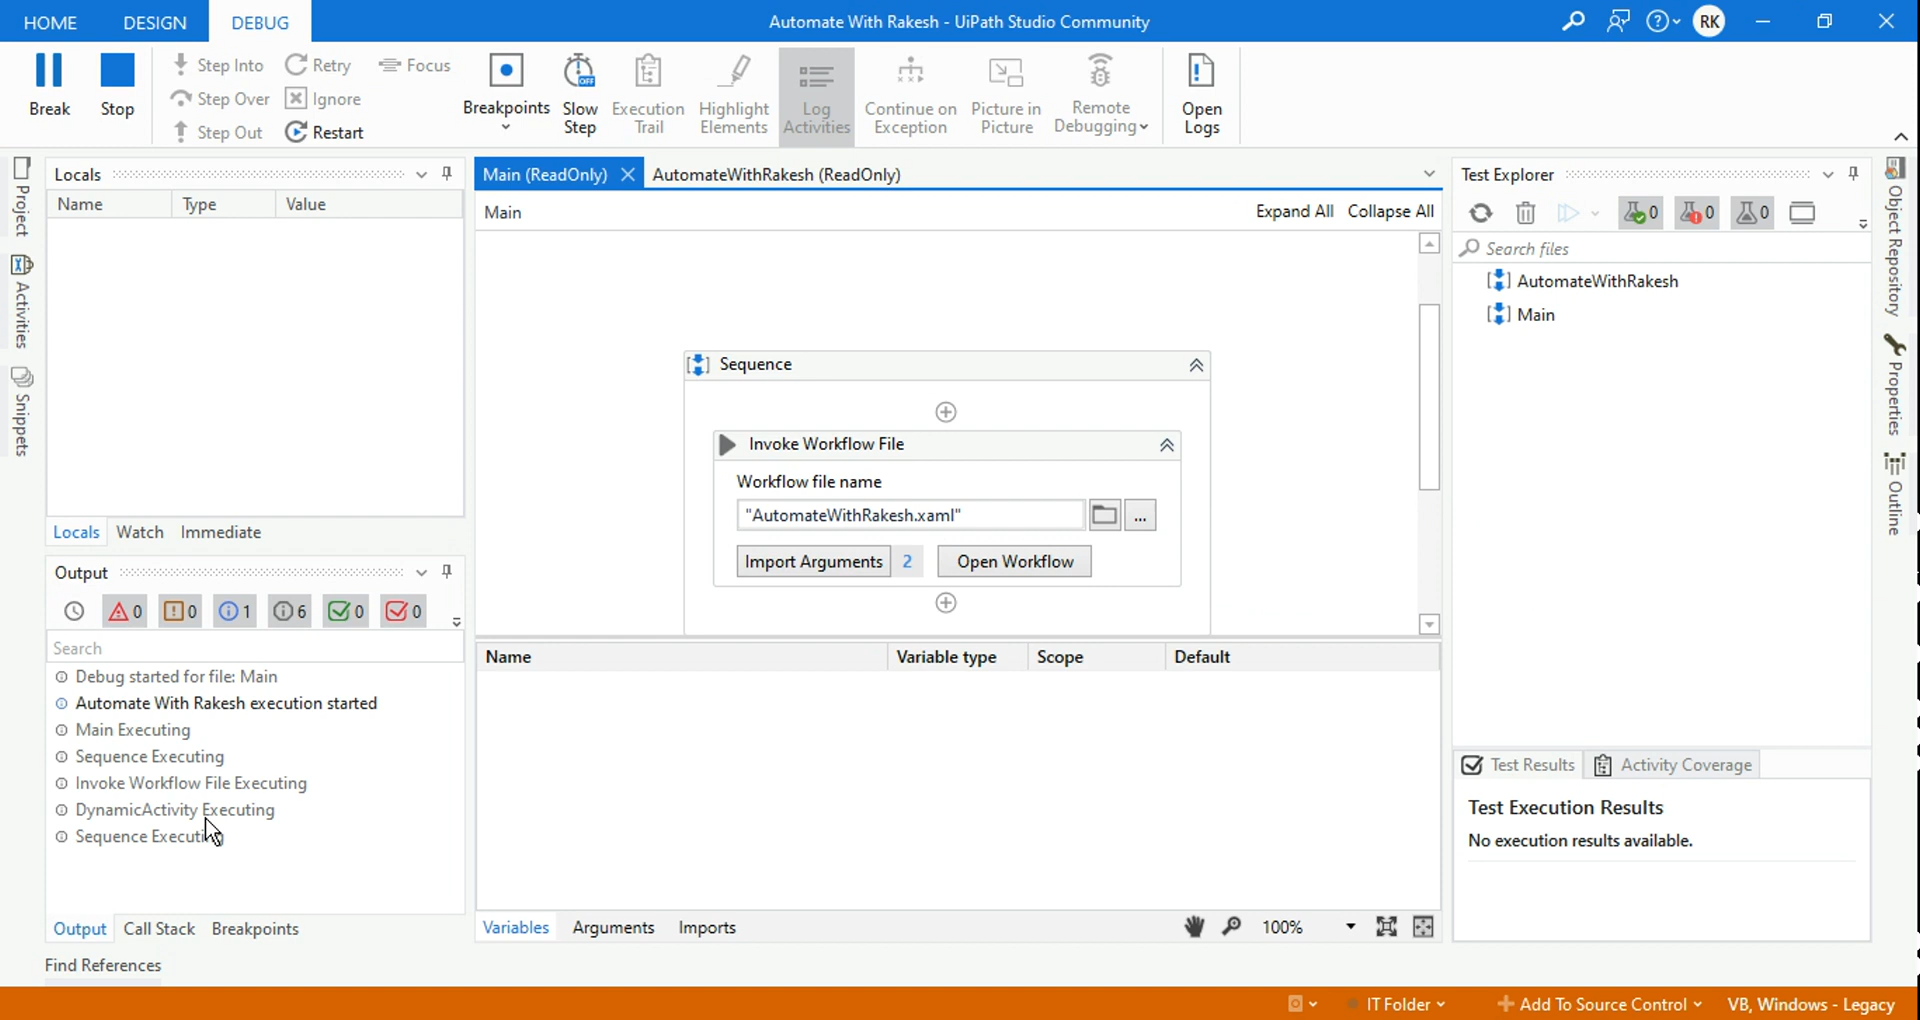 HOME DESIGN DEBUG Automate With Rakesh - UiPath Studio Community RK
Break Stop Step Into Step Over Step Out Retry Ignore Restart Focus
Breakpoints Slow Step OFF Execution Trail Highlight Elements Log Activities Continue on Exception Picture in Picture Remote Debugging Open Logs
Project
Activities
Snippets
Locals
Name Type Value
Locals Watch Immediate
Output
0 0 1 6 0 0
Search
Debug started for file: Main
Automate With Rakesh execution started
Main Executing
Sequence Executing
Invoke Workflow File Executing
DynamicActivity Executing
Sequence Executing
Output Call Stack Breakpoints
Find References
Main (ReadOnly) AutomateWithRakesh (ReadOnly)
Main Expand All Collapse All
Sequence
Invoke Workflow File
Workflow file name
"AutomateWithRakesh.xaml" ...
Import Arguments 2 Open Workflow
Name Variable type Scope Default
Variables Arguments Imports 100%
Test Explorer
0 0 0
Search files
AutomateWithRakesh
Main
Test Results Activity Coverage
Test Execution Results
No execution results available.
Object Repository
Properties
Outline
IT Folder Add To Source Control VB, Windows - Legacy